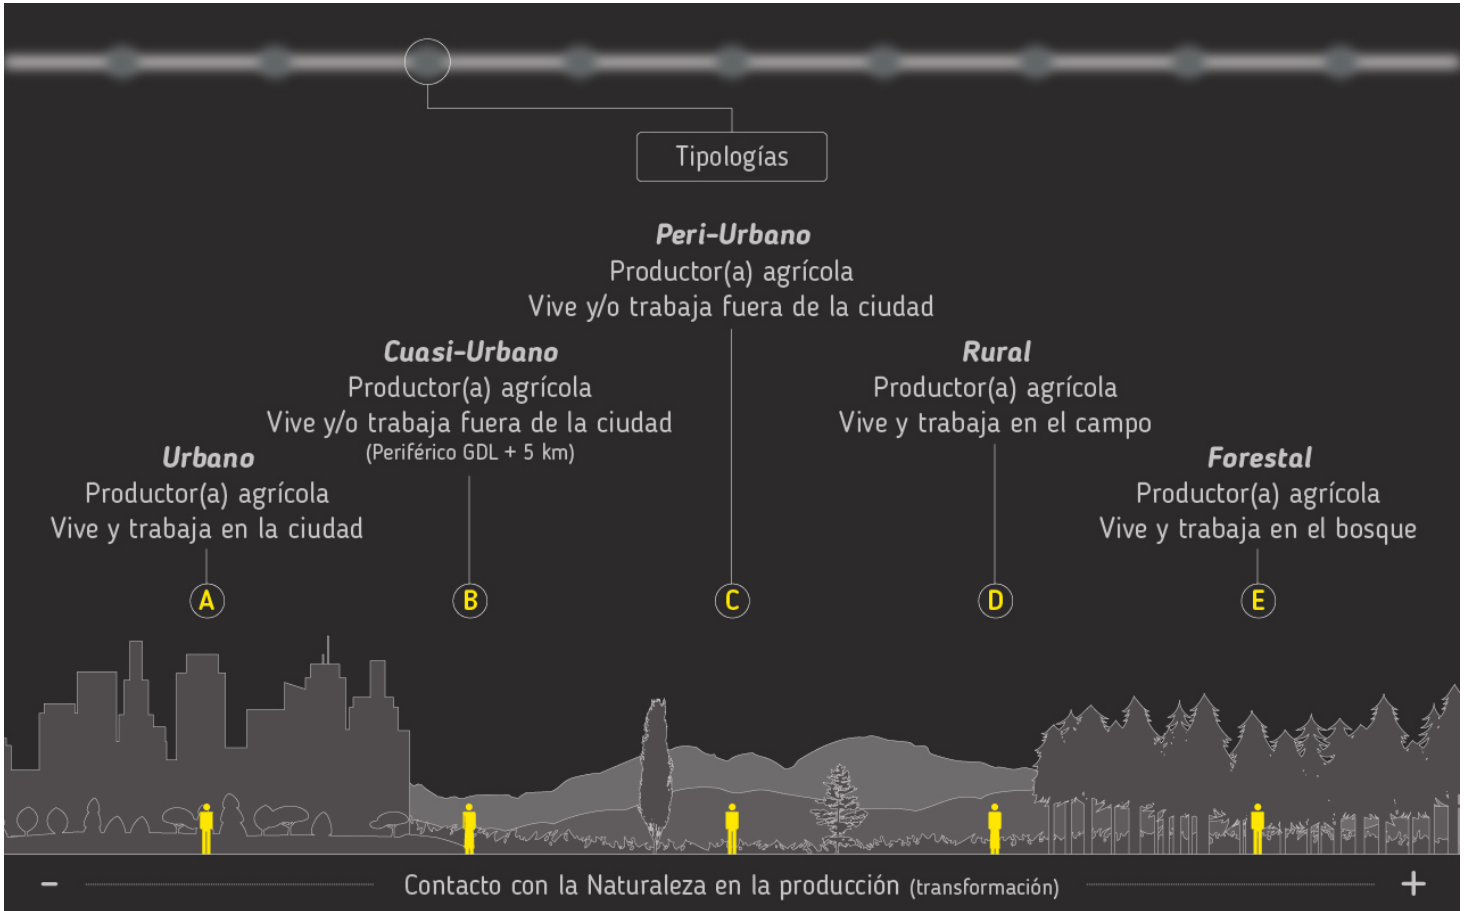 Tipologías
Peri-Urbano
Productor(a) agrícola
Vive y/o trabaja fuera de la ciudad
Cuasi-Urbano
Productor(a) agrícola
Vive y/o trabaja fuera de la ciudad
(Periférico GDL + 5 km)
Rural
Productor(a) agrícola
Vive y trabaja en el campo
Urbano
Productor(a) agrícola
Vive y trabaja en la ciudad
Forestal
Productor(a) agrícola
Vive y trabaja en el bosque
A
B
C
D
E
- Contacto con la Naturaleza en la producción (transformación) +